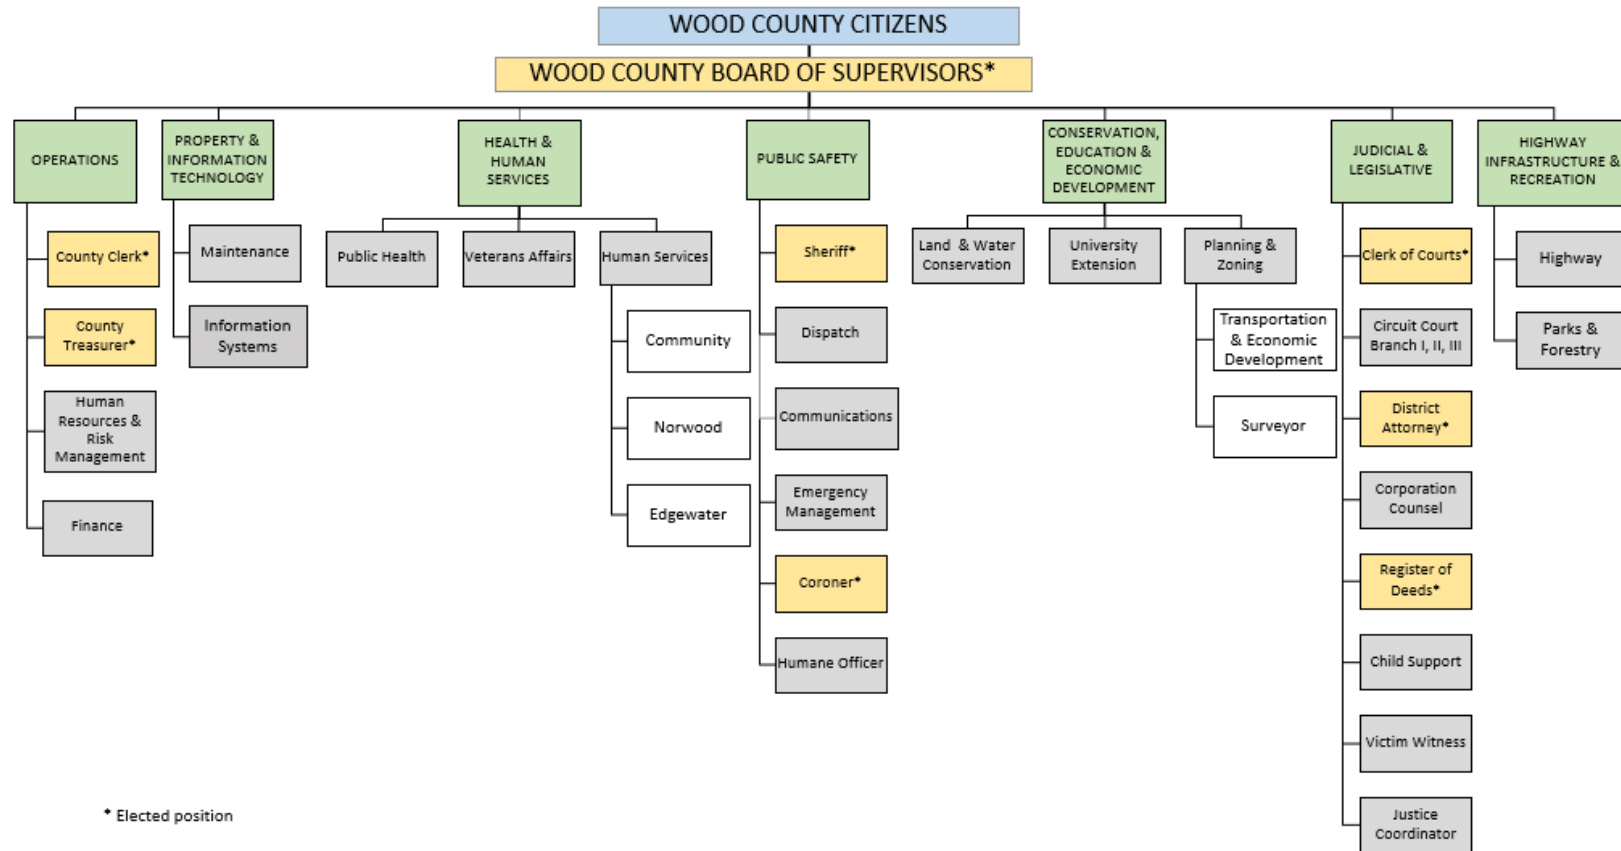 WOOD COUNTY CITIZENS
WOOD COUNTY BOARD OF SUPERVISORS*
OPERATIONS
County Clerk*
County
Treasurer*
Human
Resources &
Risk
Management
Finance
PROPERTY &
INFORMATION
TECHNOLOGY
Maintenance
Information
Systems
HEALTH &
HUMAN
SERVICES
Public Health
Veterans Affairs
Human Services
Community
Norwood
Edgewater
PUBLIC SAFETY
Sheriff*
Dispatch
Communications
Emergency
Management
Coroner*
Humane Officer
CONSERVATION,
EDUCATION &
ECONOMIC
DEVELOPMENT
Land & Water
Conservation
University
Extension
Planning &
Zoning
Transportation
& Economic
Development
Surveyor
JUDICIAL &
LEGISLATIVE
Clerk of Courts*
Circuit Court
Branch I, II, III
District
Attorney*
Corporation
Counsel
Register of
Deeds*
Child Support
Victim Witness
Justice
Coordinator
HIGHWAY
INFRASTRUCTURE &
RECREATION
Highway
Parks &
Forestry
* Elected position